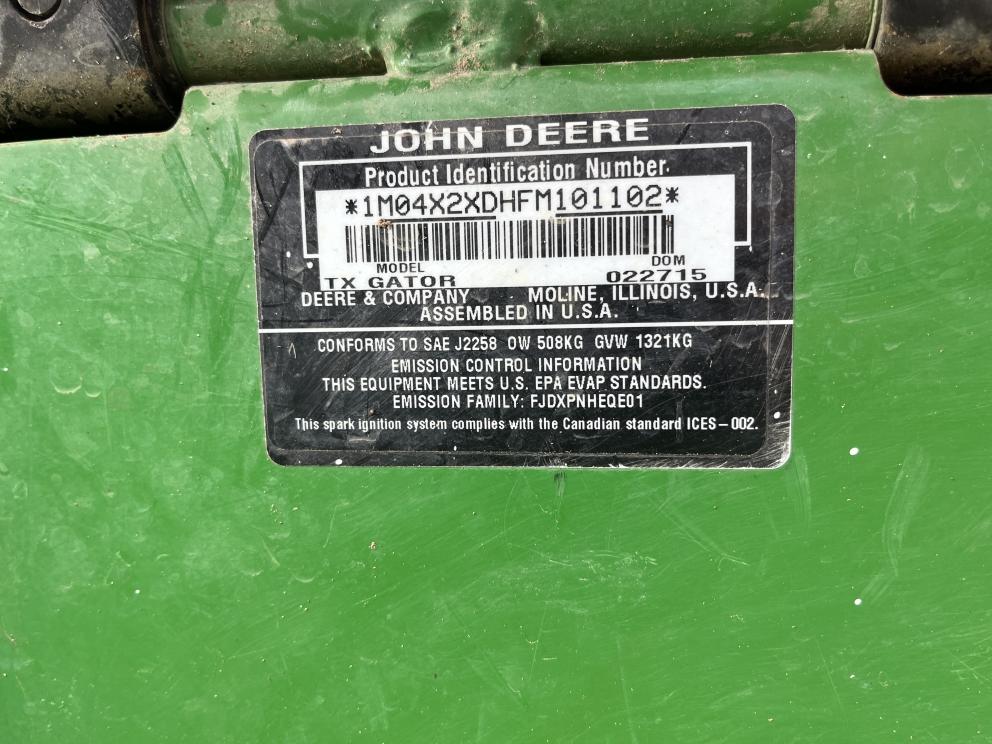 JOHN DEERE
Product Identification Number
*1M04X2XDHFM101102*
MODEL DOM
TX GATOR 022715
DEERE & COMPANY MOLINE, ILLINOIS, U.S.A.
ASSEMBLED IN U.S.A.
CONFORMS TO SAE J2258 OW 508KG GVW 1321KG
EMISSION CONTROL INFORMATION
THIS EQUIPMENT MEETS U.S. EPA EVAP STANDARDS.
EMISSION FAMILY: FJDXPNHEQE01
This spark ignition system complies with the Canadian standard ICES-002.